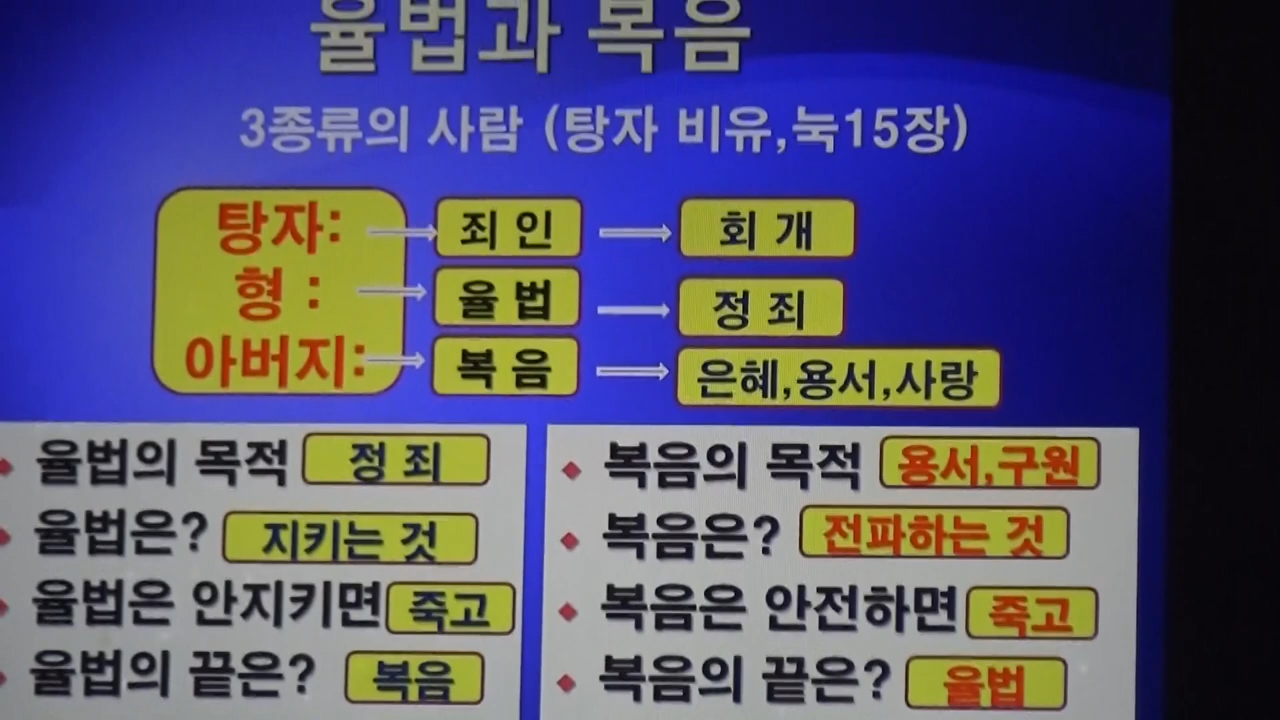 율법과 복음
3종류의 사람 (탕자 비유,눅15장)
탕자: 죄 인 회 개
형 : 율 법 정 죄
아버지: 복 음 은혜,용서,사랑
율법의 목적 정 죄
율법은? 지키는 것
율법은 안지키면 죽고
율법의 끝은? 복음
복음의 목적 용서,구원
복음은? 전파하는 것
복음은 안전하면 죽고
복음의 끝은? 율법